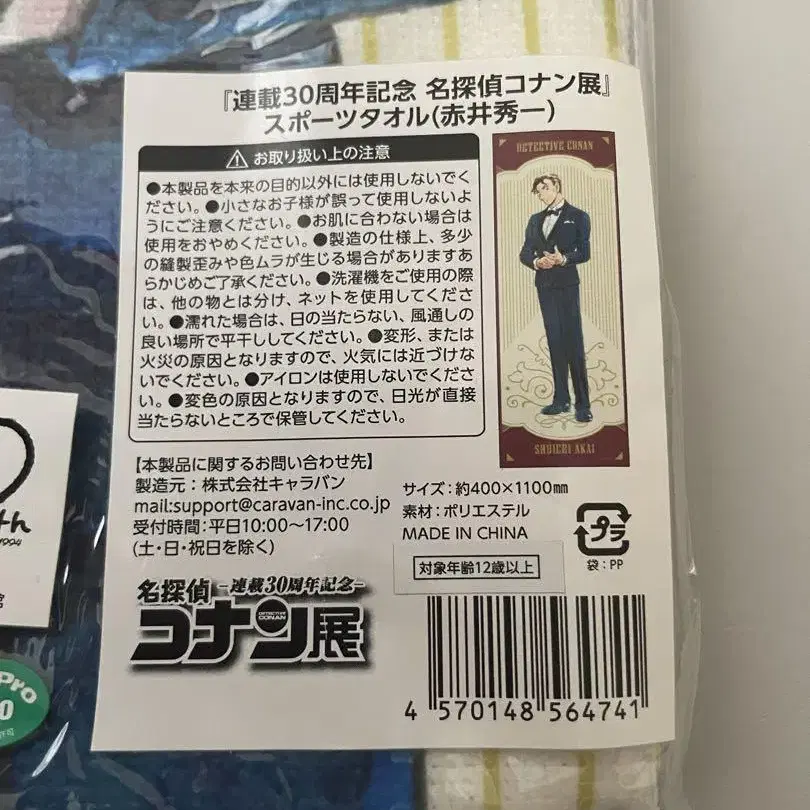 『連載30周年記念 名探偵コナン展』
スポーツタオル(赤井秀一)
お取り扱い上の注意
●本製品を本来の目的以外には使用しないでく
ださい。●小さなお子様が誤って使用しないよ
うにご注意ください。●お肌に合わない場合は
使用をおやめください。●製造の仕様上、多少
の縫製歪みや色ムラが生じる場合がありますあ
らかじめご了承ください。●洗濯機をご使用の際
は、他の物とは分け、ネットを使用してくださ
い。●濡れた場合は、日の当たらない、風通しの
良い場所で平干ししてください。●変形、または
火災の原因となりますので、火気には近づけな
いでください。●アイロンは使用しないでくださ
い。●変色の原因となりますので、日光が直接
当たらないところで保管してください。
DETECTIVE CONAN
SHUICHI AKAI
【本製品に関するお問い合わせ先】
製造元：株式会社キャラバン
mail:support@caravan-inc.co.jp
受付時間：平日10:00〜17:00
(土・日・祝日を除く)
サイズ：約400×1100㎜
素材：ポリエステル
MADE IN CHINA
プラ
袋：PP
対象年齢12歳以上
名探偵 -連載30周年記念-
DETECTIVE CONAN
コナン展
4 570148 564741
1994
館
Pro
0
許可